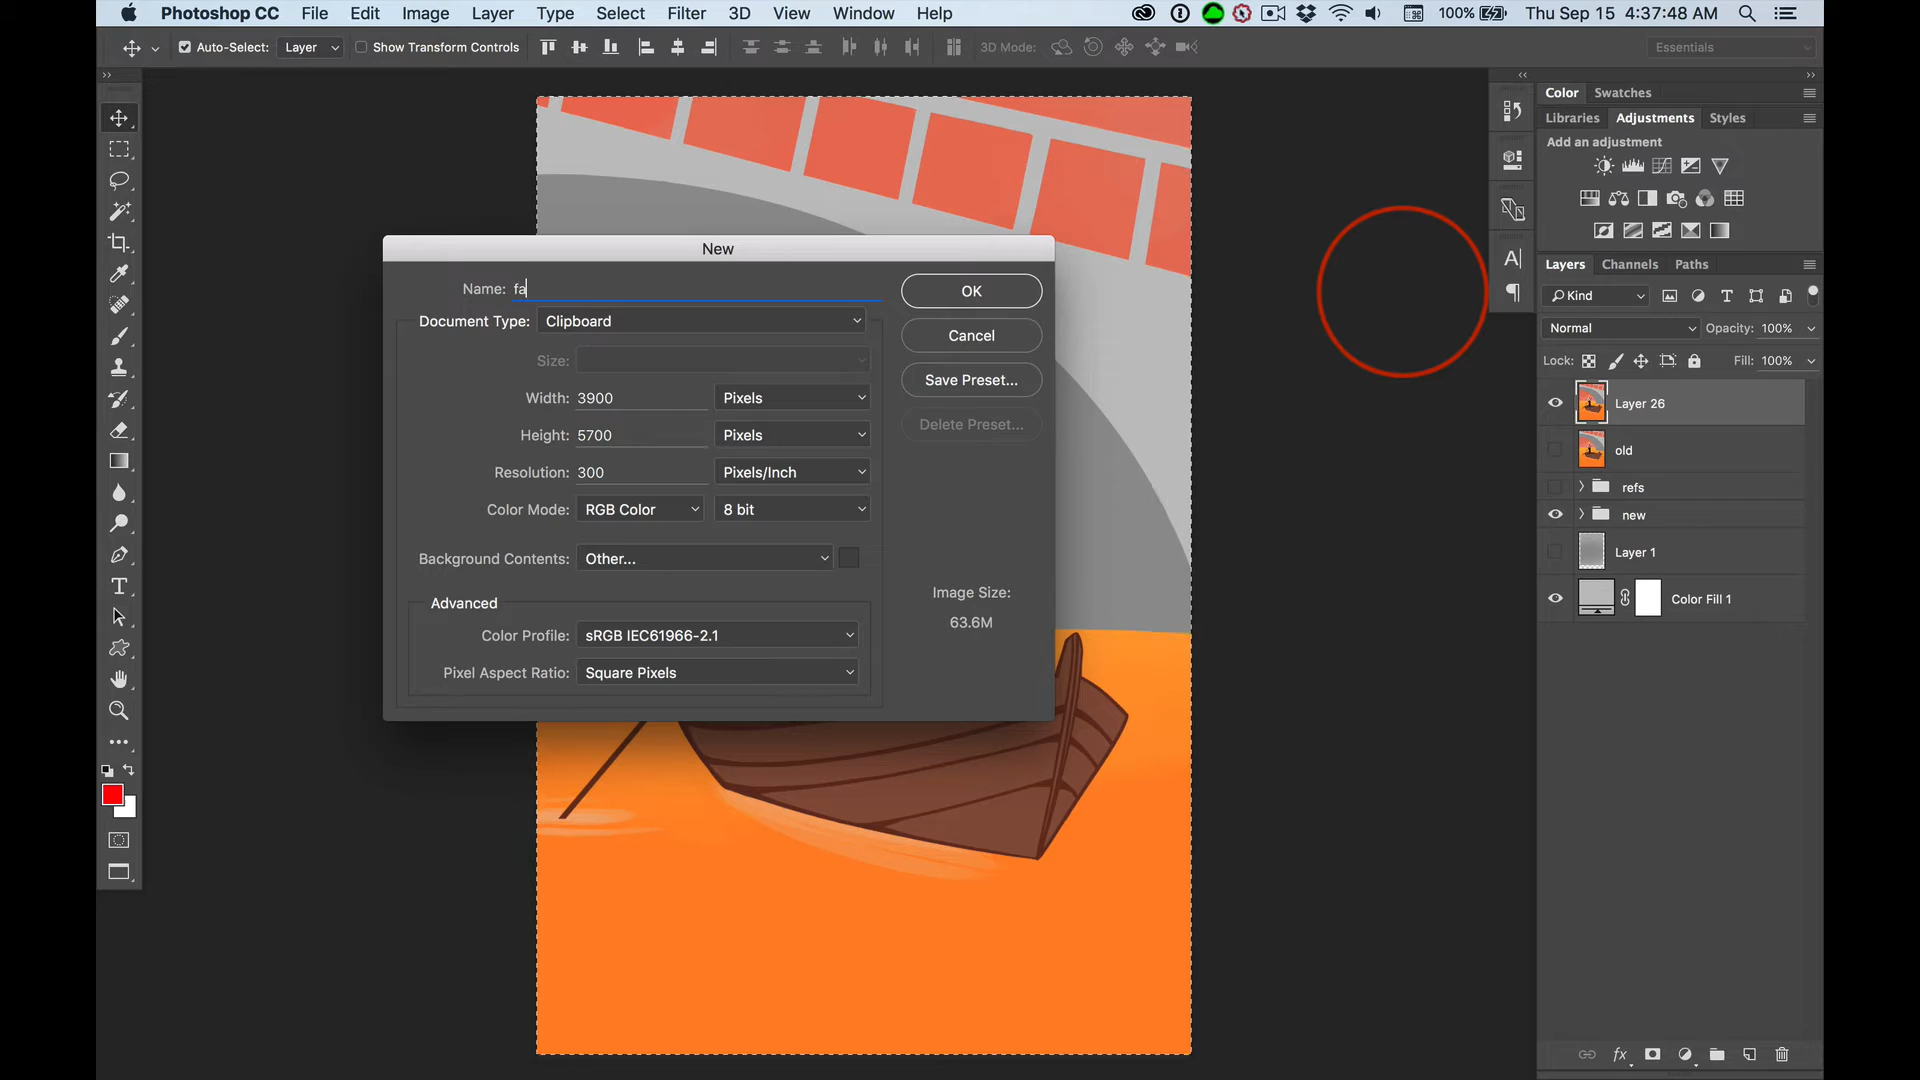 Photoshop CC File Edit Image Layer Type Select Filter 3D View Window Help 100% Thu Sep 15 4:37:48 AM
Auto-Select: Layer Show Transform Controls 3D Mode: Essentials
Color Swatches
Libraries Adjustments Styles
Add an adjustment
New
Name: fa
OK
Document Type: Clipboard
Cancel
Size:
Width: 3900 Pixels
Save Preset...
Height: 5700 Pixels
Delete Preset...
Resolution: 300 Pixels/Inch
Color Mode: RGB Color 8 bit
Background Contents: Other...
Image Size:
63.6M
Advanced
Color Profile: sRGB IEC61966-2.1
Pixel Aspect Ratio: Square Pixels
Layers Channels Paths
Kind
Normal Opacity: 100%
Lock: Fill: 100%
Layer 26
old
refs
new
Layer 1
Color Fill 1
fx